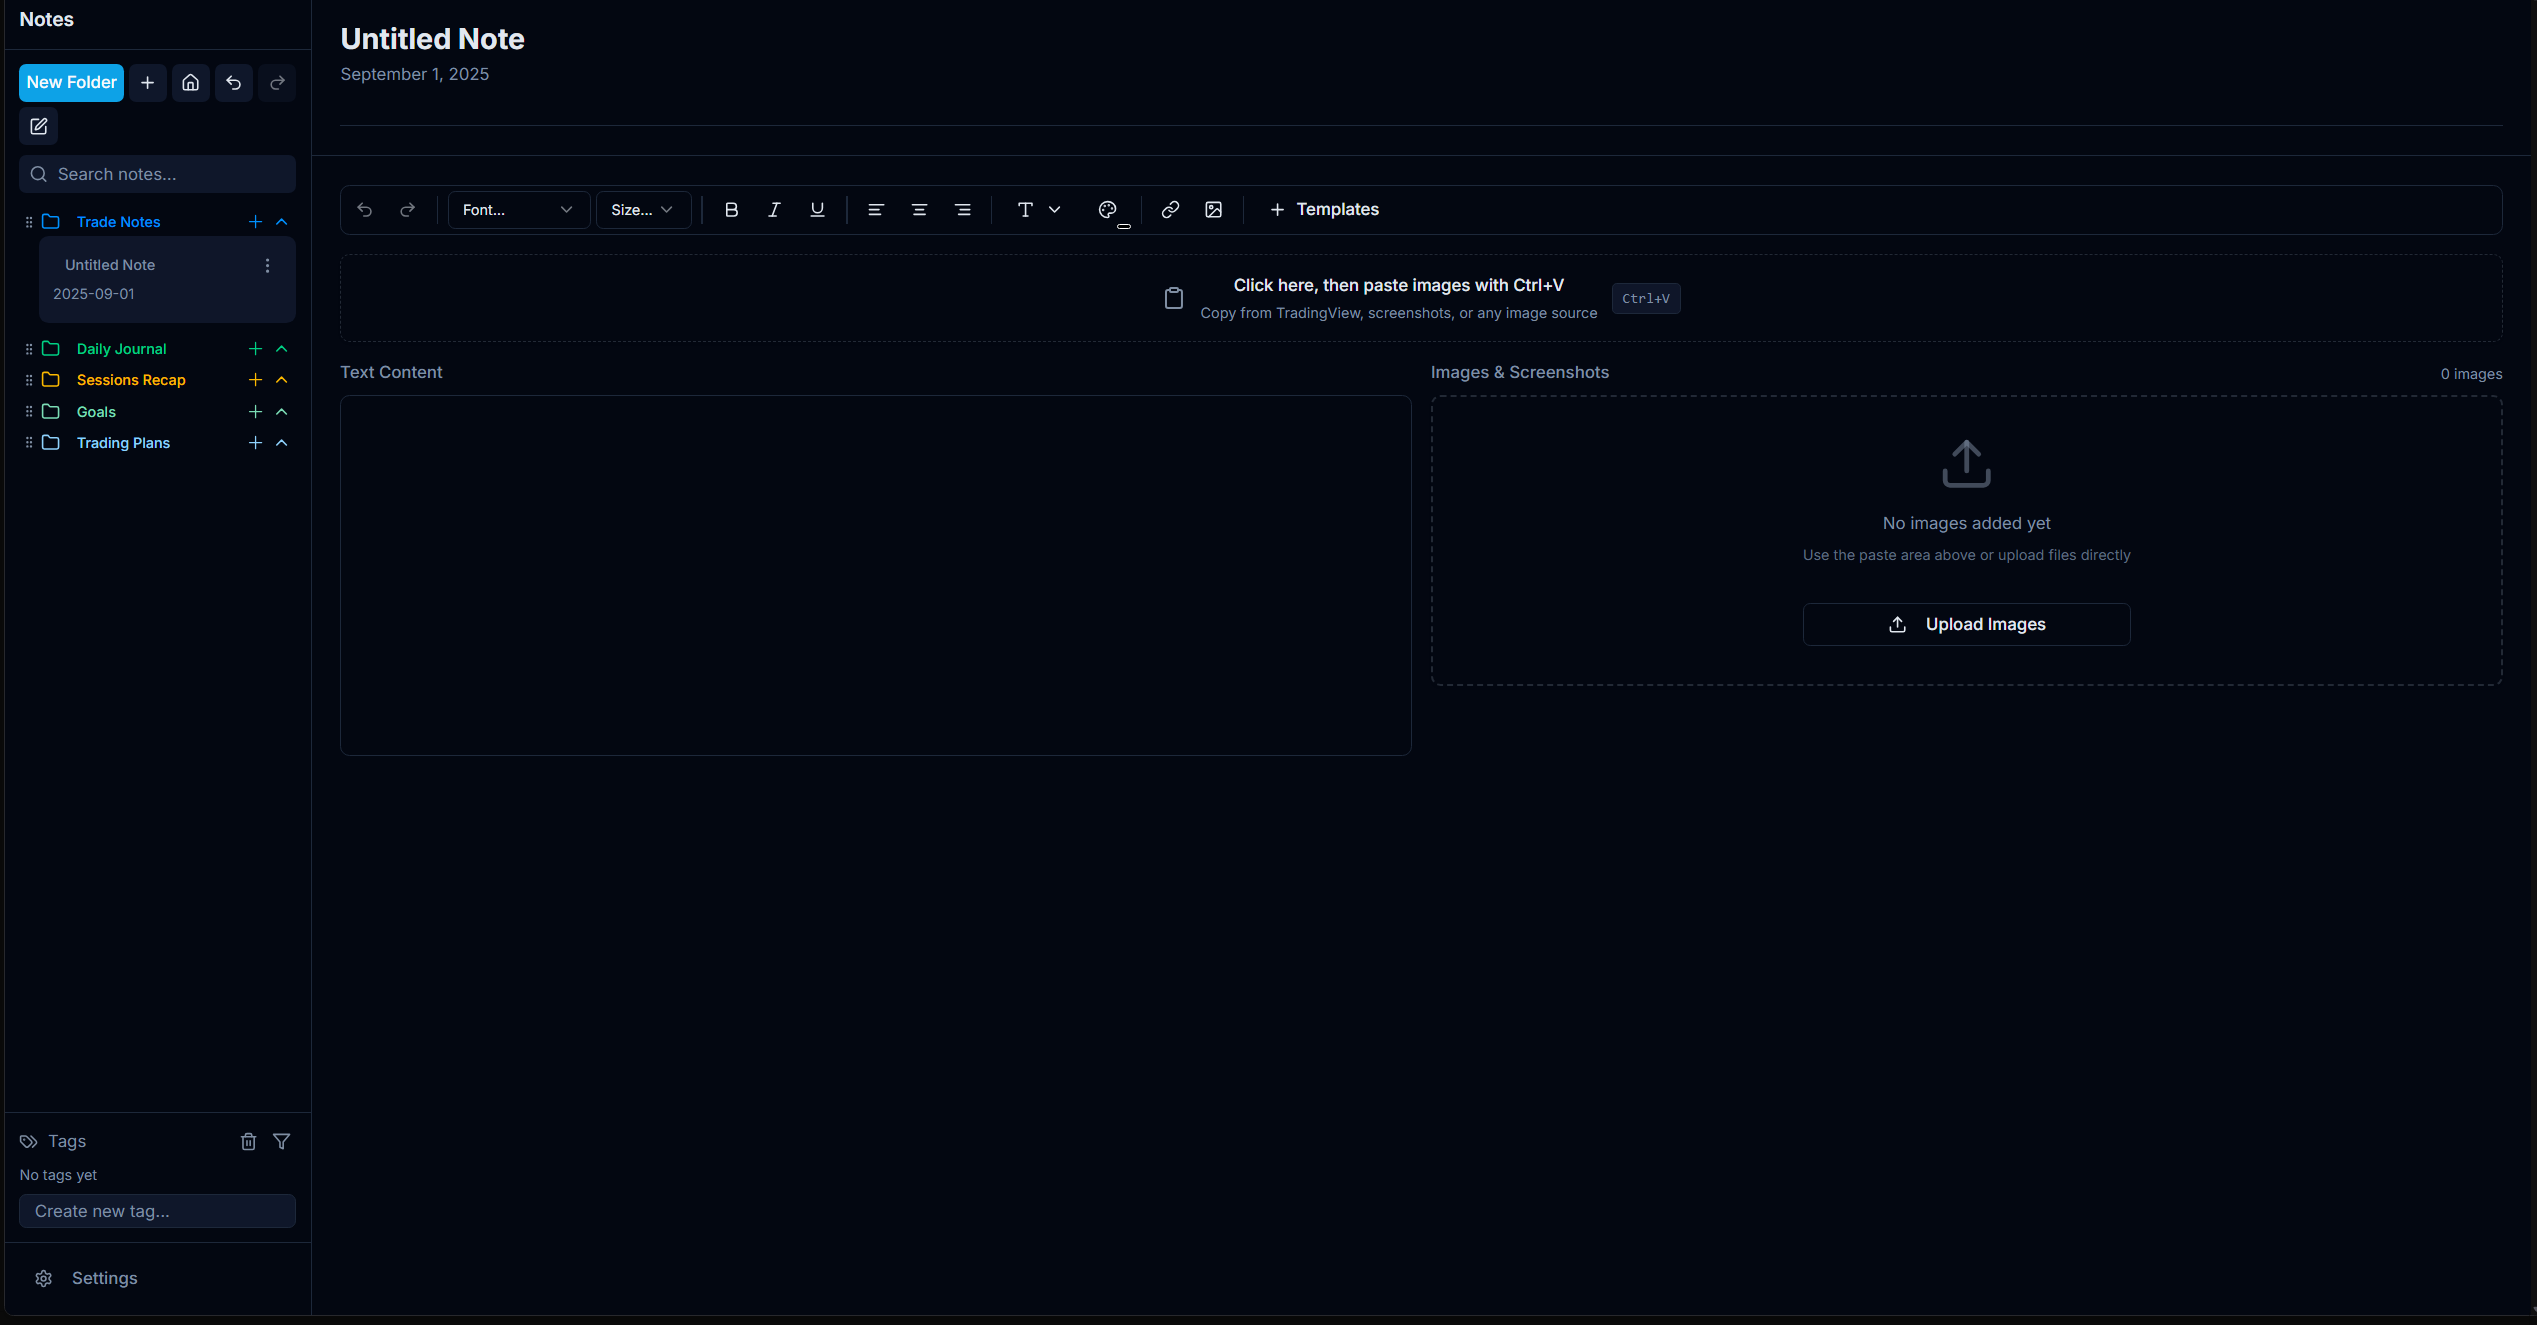 Notes
New Folder
Search notes...
Trade Notes
Untitled Note
2025-09-01
Daily Journal
Sessions Recap
Goals
Trading Plans
Tags
No tags yet
Create new tag...
Settings
Untitled Note
September 1, 2025
Font...
Size...
Templates
Click here, then paste images with Ctrl+V
Copy from TradingView, screenshots, or any image source
Ctrl+V
Text Content
Images & Screenshots
0 images
No images added yet
Use the paste area above or upload files directly
Upload Images